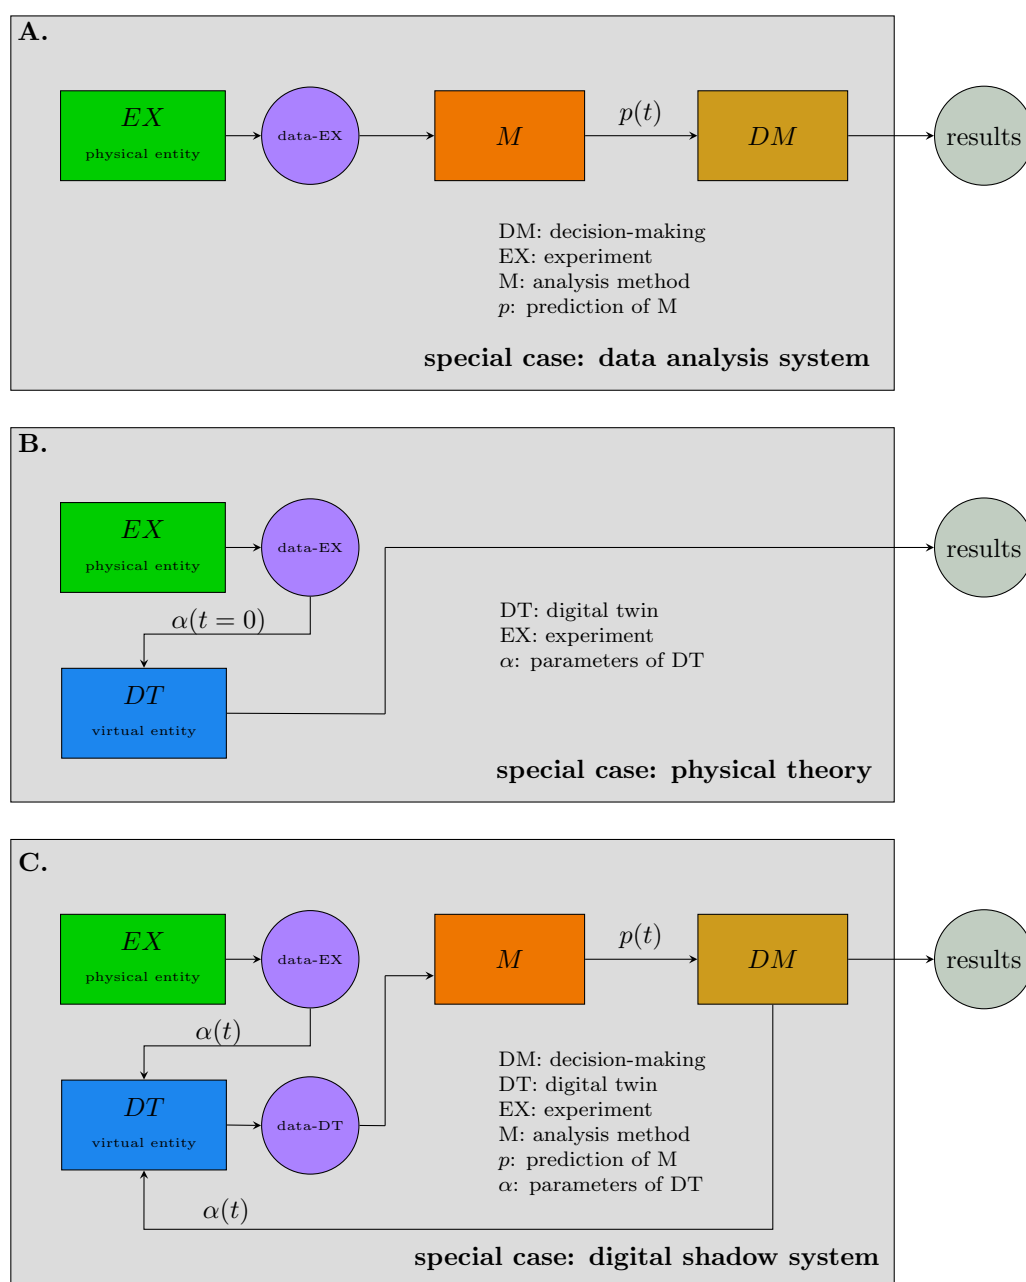 A.
EX
physical entity
data-EX
M
p(t)
DM
results
DM: decision-making
EX: experiment
M: analysis method
p: prediction of M
special case: data analysis system
B.
EX
physical entity
data-EX
results
α(t = 0)
DT
virtual entity
DT: digital twin
EX: experiment
α: parameters of DT
special case: physical theory
C.
EX
physical entity
data-EX
M
p(t)
DM
results
α(t)
DT
virtual entity
data-DT
DM: decision-making
DT: digital twin
EX: experiment
M: analysis method
p: prediction of M
α: parameters of DT
α(t)
special case: digital shadow system